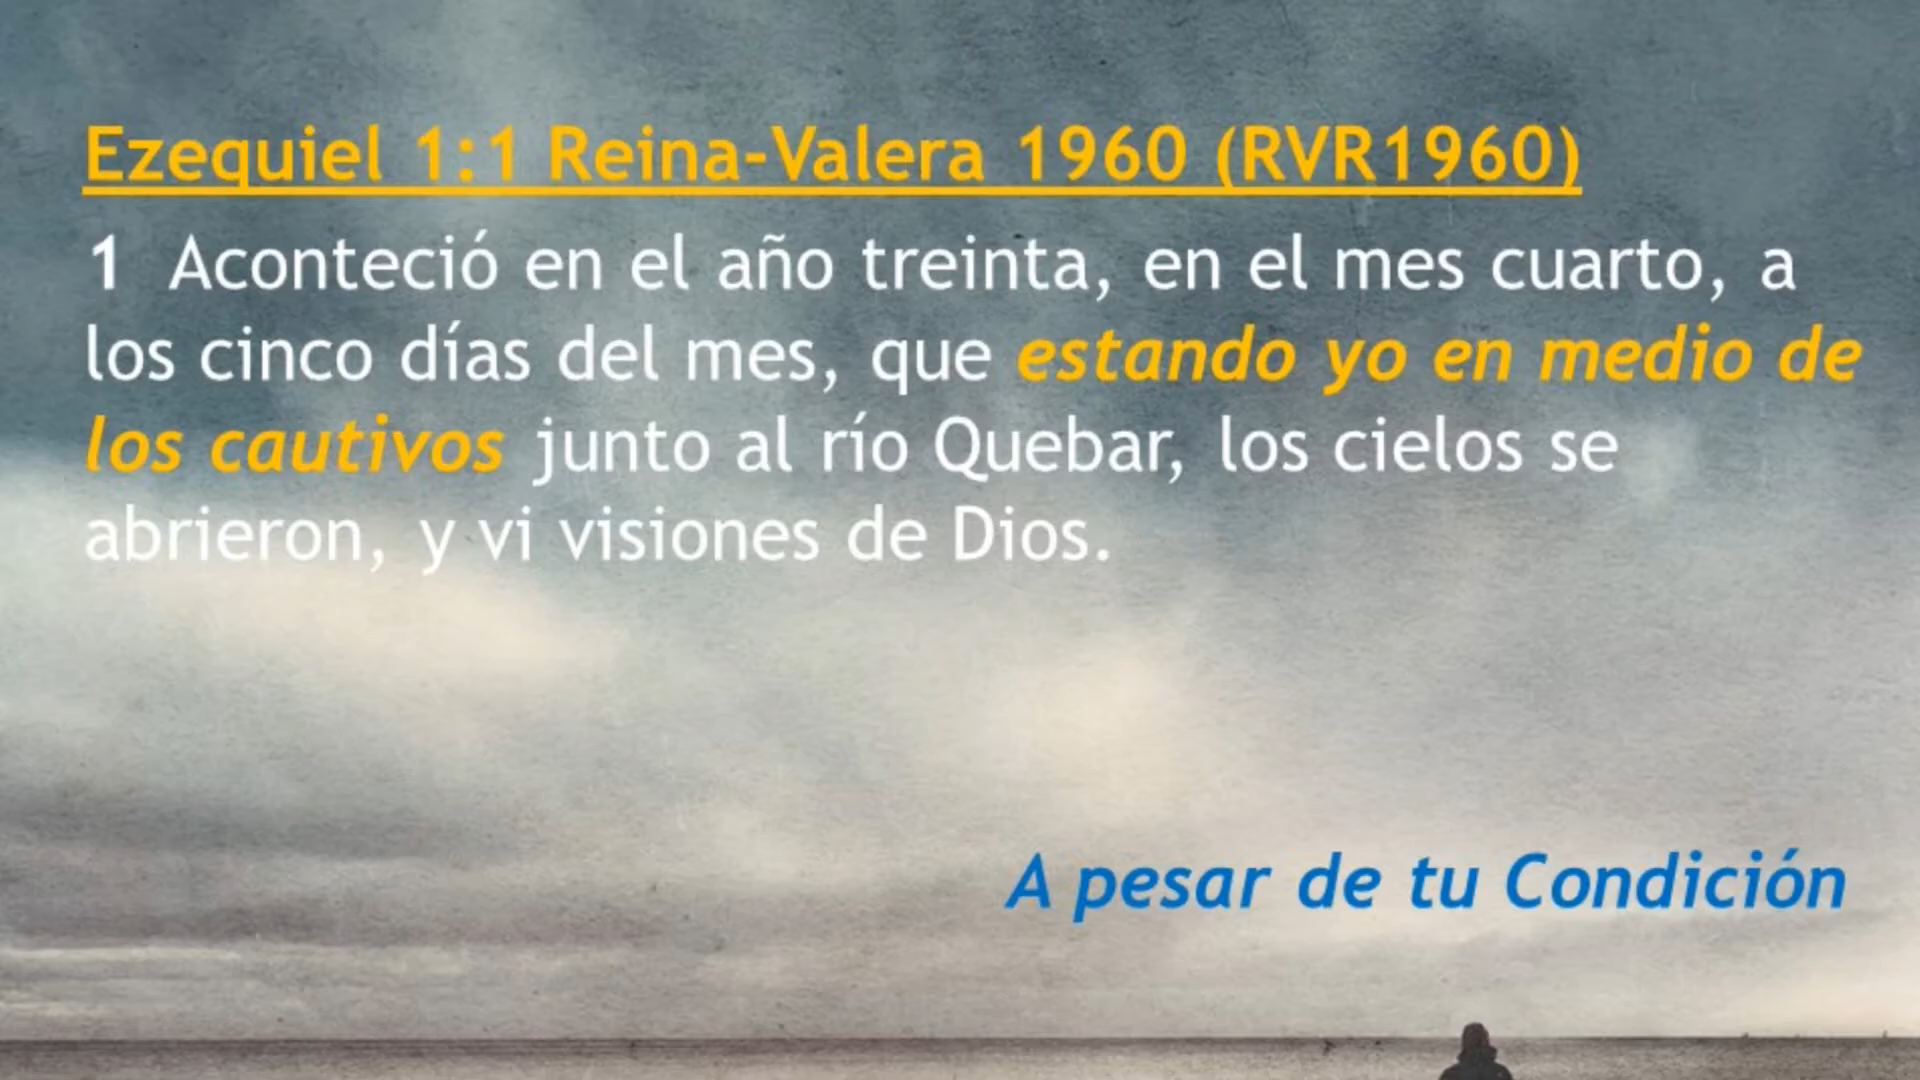 Ezequiel 1:1 Reina-Valera 1960 (RVR1960)
1 Aconteció en el año treinta, en el mes cuarto, a
los cinco días del mes, que estando yo en medio de
los cautivos junto al río Quebar, los cielos se
abrieron, y vi visiones de Dios.
A pesar de tu Condición